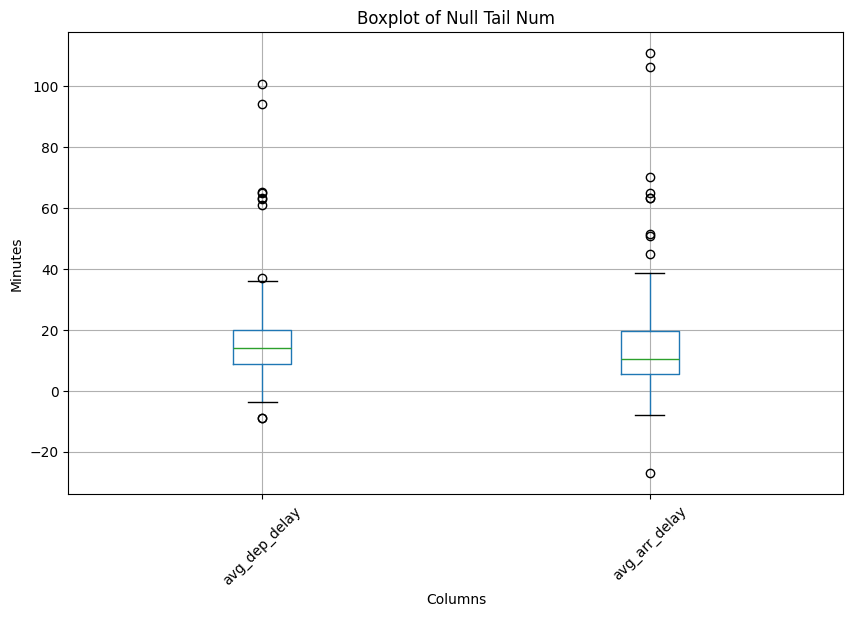 Boxplot of Null Tail Num
Minutes
100
80
60
40
20
0
−20
avg_dep_delay
avg_arr_delay
Columns